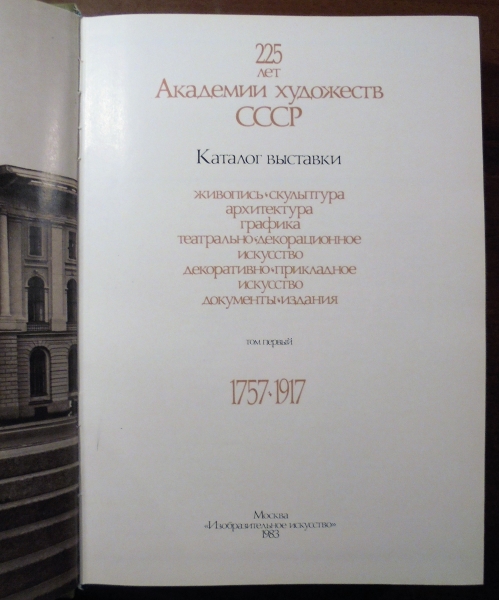 225
лет
Академии художеств
СССР
Каталог выставки
живопись•скульптура
архитектура
графика
театрально-декорационное
искусство
декоративно-прикладное
искусство
документы•издания
том первый
1757•1917
Москва
«Изобразительное искусство»
1983